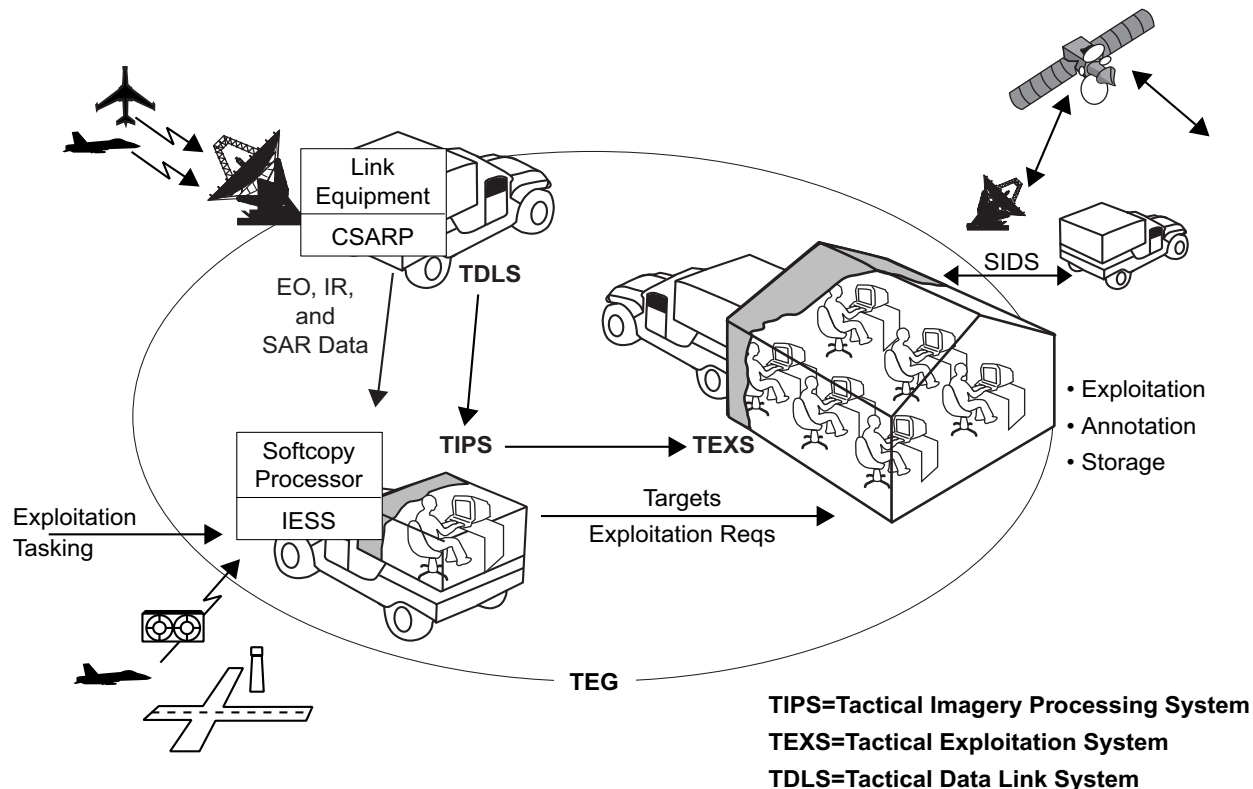 Link
Equipment
CSARP
TDLS
EO, IR,
and
SAR Data
SIDS
• Exploitation
• Annotation
• Storage
TIPS
TEXS
Softcopy
Processor
IESS
Exploitation
Tasking
Targets
Exploitation Reqs
TEG
TIPS=Tactical Imagery Processing System
TEXS=Tactical Exploitation System
TDLS=Tactical Data Link System